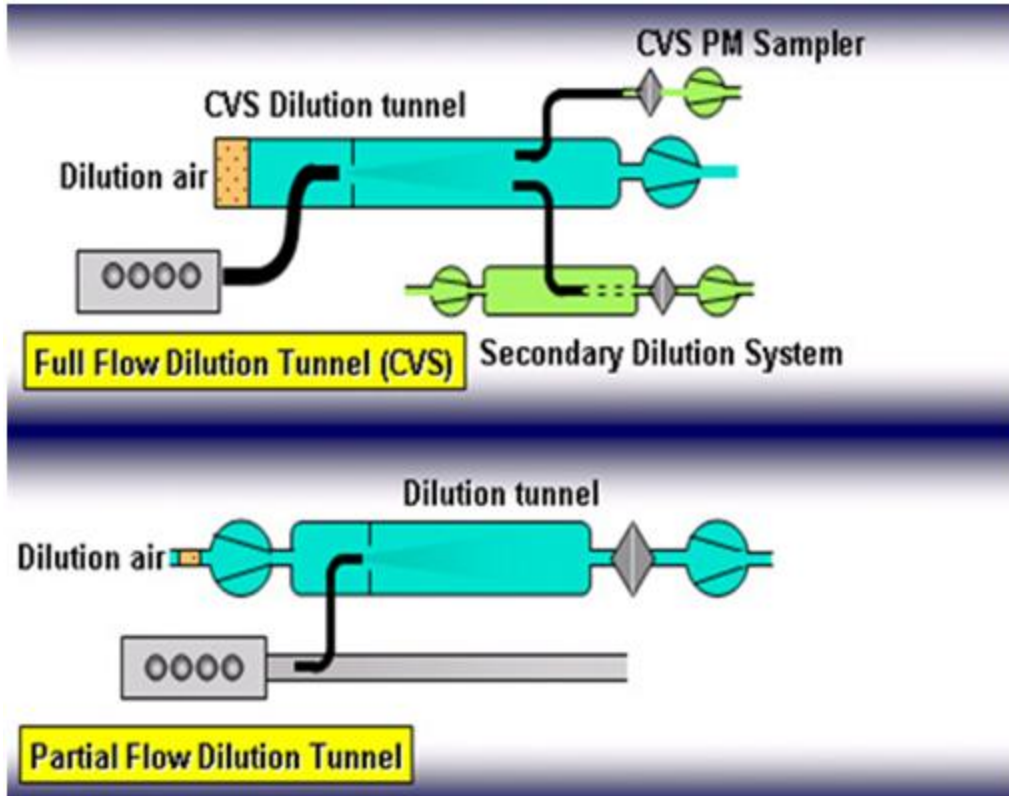 CVS PM Sampler
CVS Dilution tunnel
Dilution air
Full Flow Dilution Tunnel (CVS)
Secondary Dilution System
Dilution tunnel
Dilution air
Partial Flow Dilution Tunnel